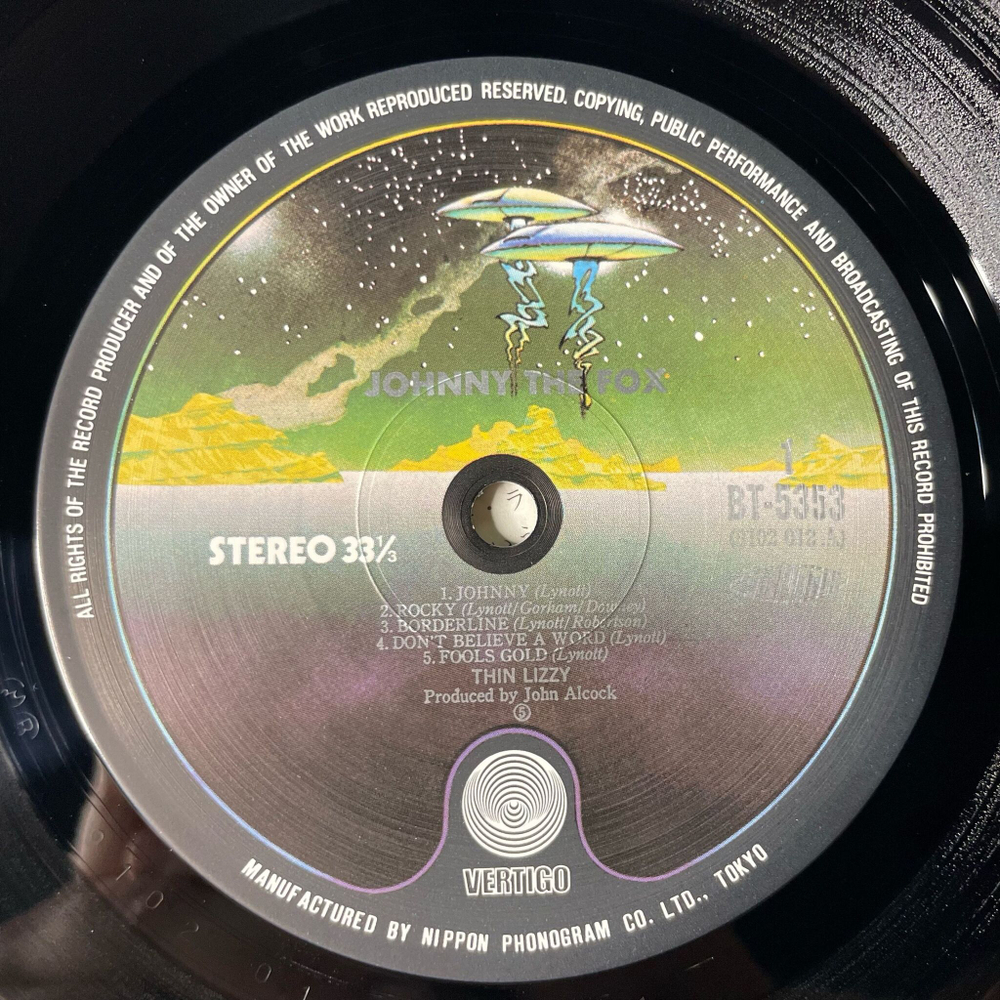 ALL RIGHTS OF THE RECORD PRODUCER AND OF THE OWNER OF THE WORK REPRODUCED RESERVED. COPYING, PUBLIC PERFORMANCE AND BROADCASTING OF THIS RECORD PROHIBITED
JOHNNY THE FOX
1
BT-5353
STEREO 33⅓
1. JOHNNY (Lynott)
2. ROCKY (Lynott/Gorham/Downey)
3. BORDERLINE (Lynott/Robertson)
4. DON'T BELIEVE A WORD (Lynott)
5. FOOLS GOLD (Lynott)
THIN LIZZY
Produced by John Alcock
⑤
VERTIGO
MANUFACTURED BY NIPPON PHONOGRAM CO. LTD., TOKYO